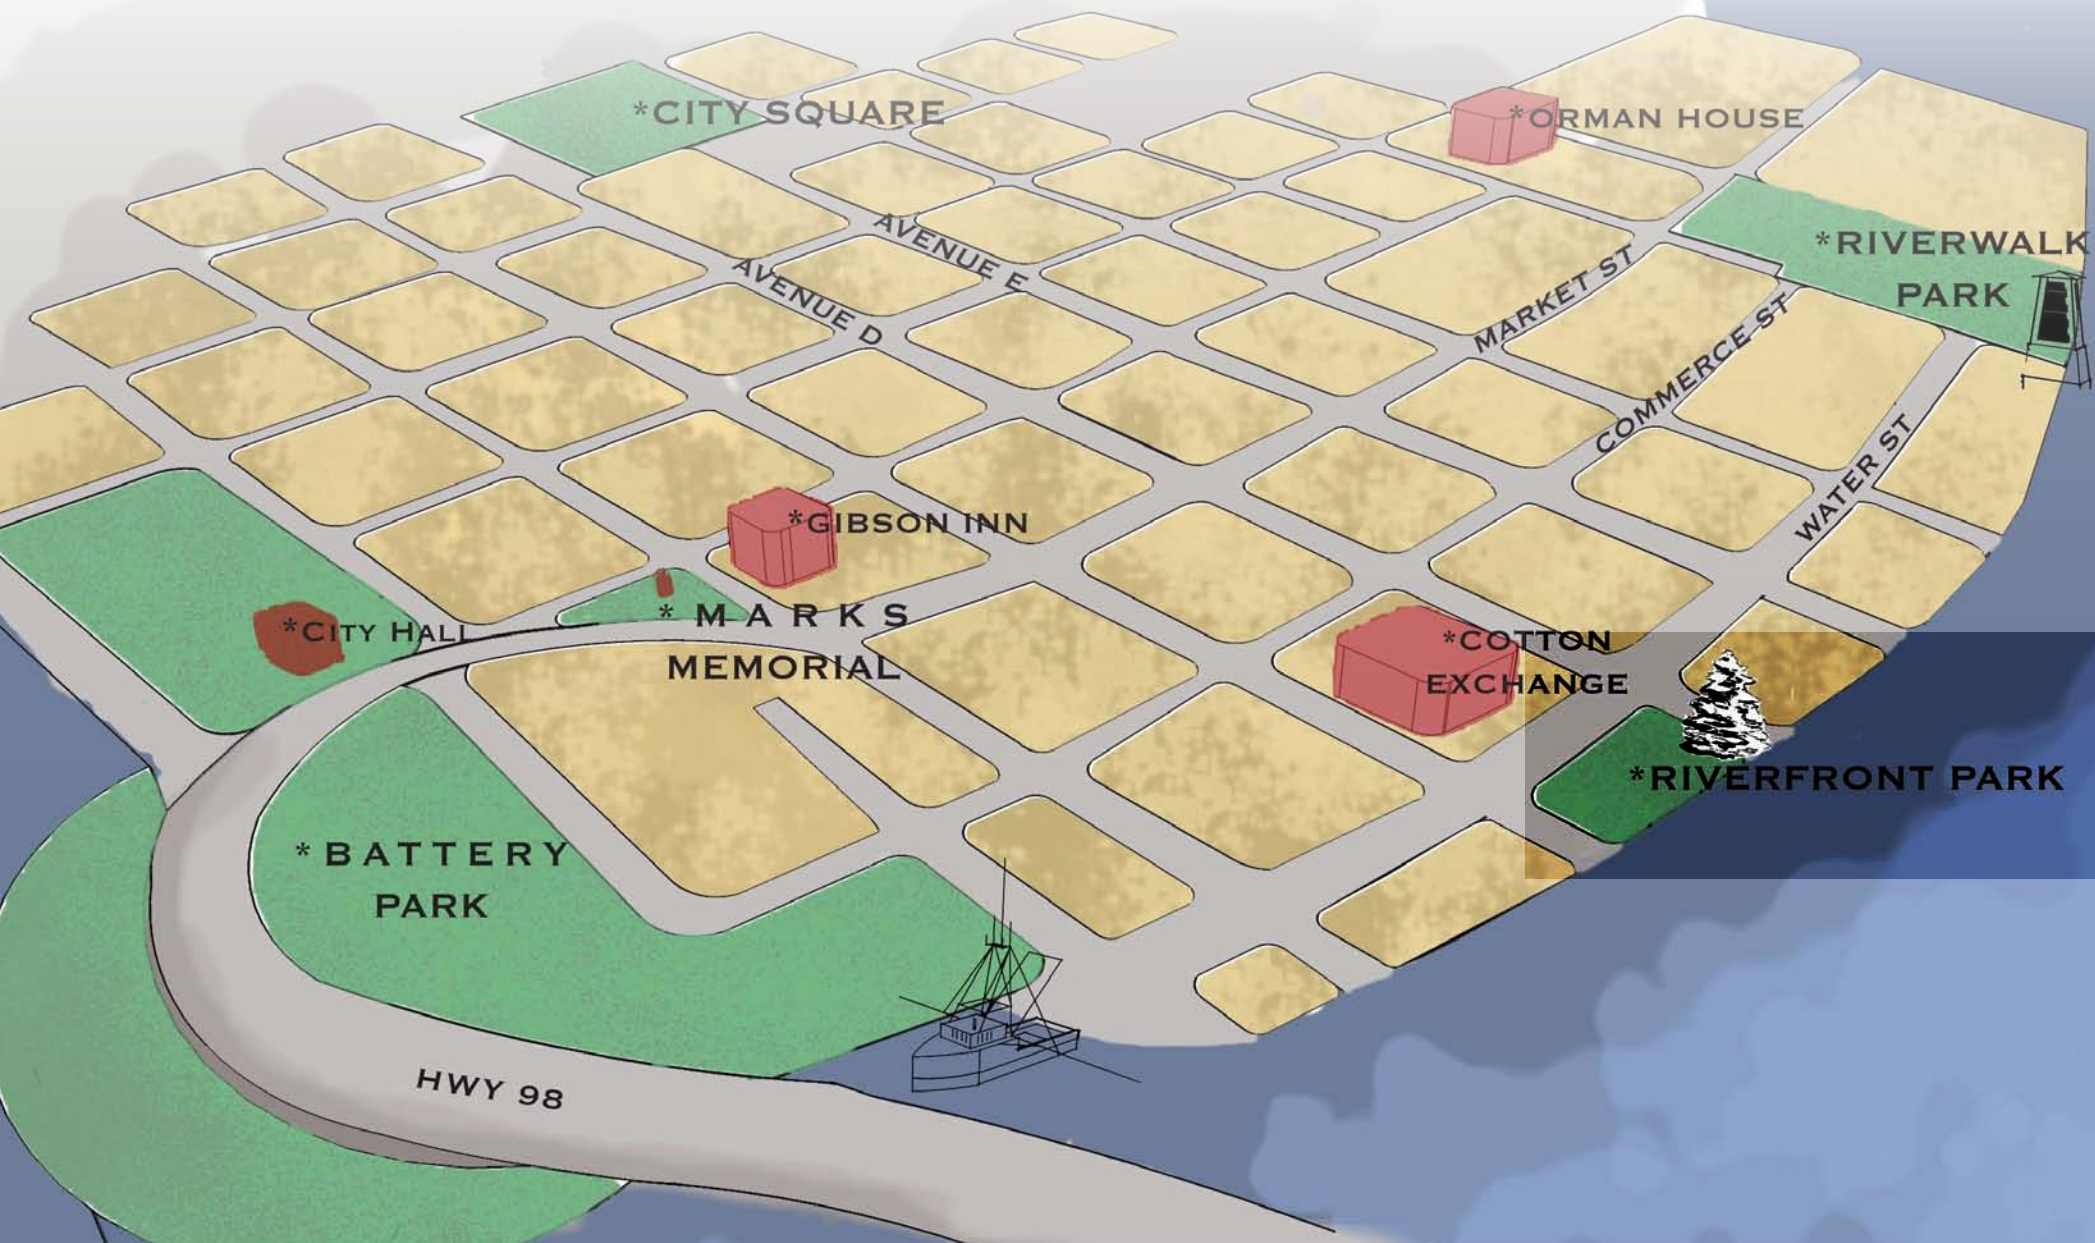 *CITY SQUARE
*ORMAN HOUSE
*RIVERWALK
PARK
AVENUE E
AVENUE D
MARKET ST
COMMERCE ST
WATER ST
*GIBSON INN
*CITY HALL
* MARKS
MEMORIAL
*COTTON
EXCHANGE
*RIVERFRONT PARK
*BATTERY
PARK
HWY 98